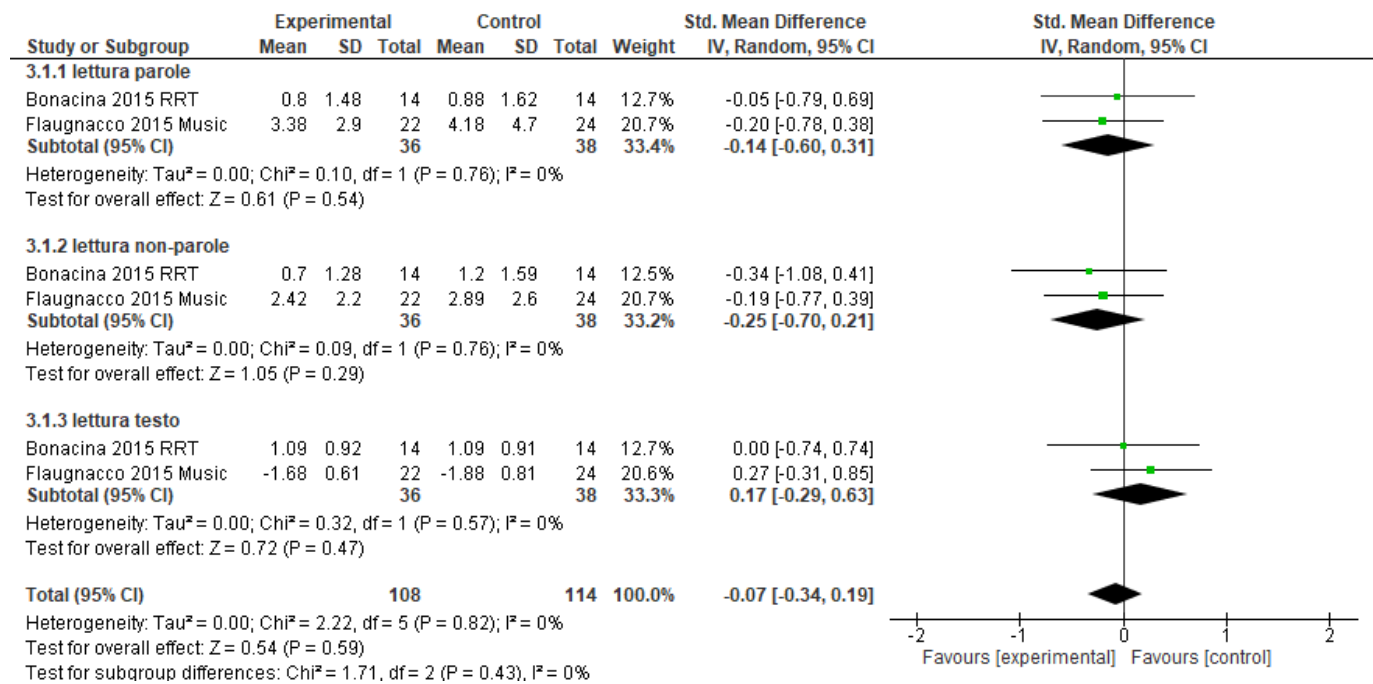 Experimental Control Std. Mean Difference Std. Mean Difference
Study or Subgroup Mean SD Total Mean SD Total Weight IV, Random, 95% CI IV, Random, 95% CI
3.1.1 lettura parole
Bonacina 2015 RRT 0.8 1.48 14 0.88 1.62 14 12.7% -0.05 [-0.79, 0.69]
Flaugnacco 2015 Music 3.38 2.9 22 4.18 4.7 24 20.7% -0.20 [-0.78, 0.38]
Subtotal (95% CI) 36 38 33.4% -0.14 [-0.60, 0.31]
Heterogeneity: Tau² = 0.00; Chi² = 0.10, df = 1 (P = 0.76); I² = 0%
Test for overall effect: Z = 0.61 (P = 0.54)
3.1.2 lettura non-parole
Bonacina 2015 RRT 0.7 1.28 14 1.2 1.59 14 12.5% -0.34 [-1.08, 0.41]
Flaugnacco 2015 Music 2.42 2.2 22 2.89 2.6 24 20.7% -0.19 [-0.77, 0.39]
Subtotal (95% CI) 36 38 33.2% -0.25 [-0.70, 0.21]
Heterogeneity: Tau² = 0.00; Chi² = 0.09, df = 1 (P = 0.76); I² = 0%
Test for overall effect: Z = 1.05 (P = 0.29)
3.1.3 lettura testo
Bonacina 2015 RRT 1.09 0.92 14 1.09 0.91 14 12.7% 0.00 [-0.74, 0.74]
Flaugnacco 2015 Music -1.68 0.61 22 -1.88 0.81 24 20.6% 0.27 [-0.31, 0.85]
Subtotal (95% CI) 36 38 33.3% 0.17 [-0.29, 0.63]
Heterogeneity: Tau² = 0.00; Chi² = 0.32, df = 1 (P = 0.57); I² = 0%
Test for overall effect: Z = 0.72 (P = 0.47)
Total (95% CI) 108 114 100.0% -0.07 [-0.34, 0.19]
Heterogeneity: Tau² = 0.00; Chi² = 2.22, df = 5 (P = 0.82); I² = 0%
Test for overall effect: Z = 0.54 (P = 0.59)
Test for subgroup differences: Chi² = 1.71, df = 2 (P = 0.43), I² = 0%
-2 -1 0 1 2
Favours [experimental] Favours [control]